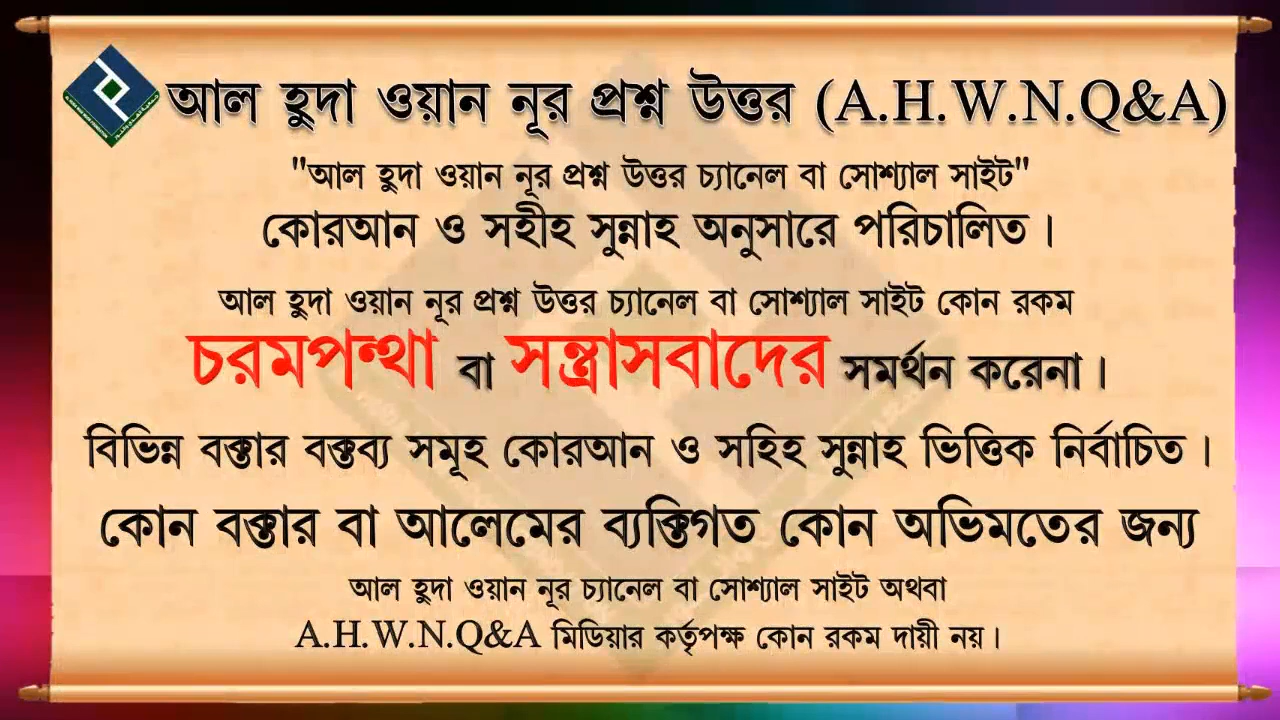 আল হুদা ওয়ান নূর প্রশ্ন উত্তর (A.H.W.N.Q&A)
"আল হুদা ওয়ান নূর প্রশ্ন উত্তর চ্যানেল বা সোশ্যাল সাইট"
কোরআন ও সহীহ সুন্নাহ অনুসারে পরিচালিত ।
আল হুদা ওয়ান নূর প্রশ্ন উত্তর চ্যানেল বা সোশ্যাল সাইট কোন রকম
চরমপন্থা বা সন্ত্রাসবাদের সমর্থন করেনা ।
বিভিন্ন বক্তার বক্তব্য সমূহ কোরআন ও সহিহ সুন্নাহ ভিত্তিক নির্বাচিত ।
কোন বক্তার বা আলেমের ব্যক্তিগত কোন অভিমতের জন্য
আল হুদা ওয়ান নূর চ্যানেল বা সোশ্যাল সাইট অথবা
A.H.W.N.Q&A মিডিয়ার কর্তৃপক্ষ কোন রকম দায়ী নয় ।